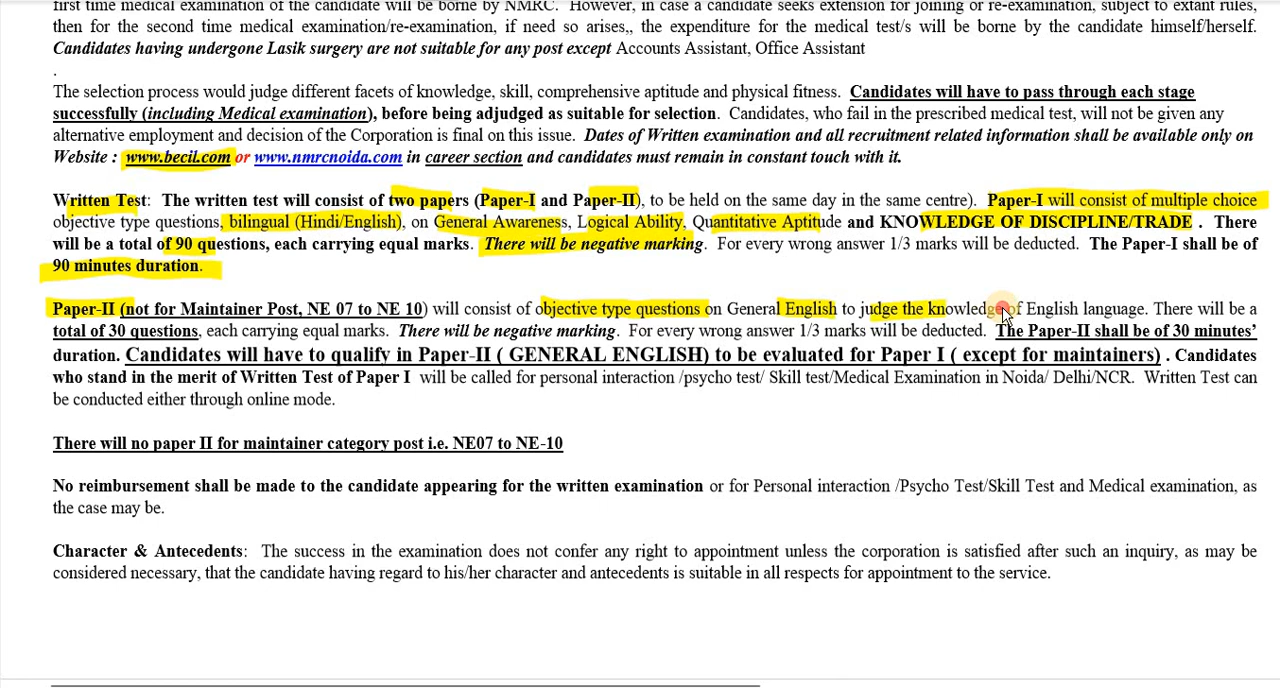 first time medical examination of the candidate will be borne by NMRC. However, in case a candidate seeks extension for joining or re-examination, subject to extant rules,
then for the second time medical examination/re-examination, if need so arises,, the expenditure for the medical test/s will be borne by the candidate himself/herself.
Candidates having undergone Lasik surgery are not suitable for any post except Accounts Assistant, Office Assistant
.
The selection process would judge different facets of knowledge, skill, comprehensive aptitude and physical fitness. Candidates will have to pass through each stage
successfully (including Medical examination), before being adjudged as suitable for selection. Candidates, who fail in the prescribed medical test, will not be given any
alternative employment and decision of the Corporation is final on this issue. Dates of Written examination and all recruitment related information shall be available only on
Website : www.becil.com or www.nmrcnoida.com in career section and candidates must remain in constant touch with it.
Written Test: The written test will consist of two papers (Paper-I and Paper-II), to be held on the same day in the same centre). Paper-I will consist of multiple choice
objective type questions, bilingual (Hindi/English), on General Awareness, Logical Ability, Quantitative Aptitude and KNOWLEDGE OF DISCIPLINE/TRADE . There
will be a total of 90 questions, each carrying equal marks. There will be negative marking. For every wrong answer 1/3 marks will be deducted. The Paper-I shall be of
90 minutes duration.
Paper-II (not for Maintainer Post, NE 07 to NE 10) will consist of objective type questions on General English to judge the knowledge of English language. There will be a
total of 30 questions, each carrying equal marks. There will be negative marking. For every wrong answer 1/3 marks will be deducted. The Paper-II shall be of 30 minutes'
duration. Candidates will have to qualify in Paper-II ( GENERAL ENGLISH) to be evaluated for Paper I ( except for maintainers) . Candidates
who stand in the merit of Written Test of Paper I will be called for personal interaction /psycho test/ Skill test/Medical Examination in Noida/ Delhi/NCR. Written Test can
be conducted either through online mode.
There will no paper II for maintainer category post i.e. NE07 to NE-10
No reimbursement shall be made to the candidate appearing for the written examination or for Personal interaction /Psycho Test/Skill Test and Medical examination, as
the case may be.
Character & Antecedents: The success in the examination does not confer any right to appointment unless the corporation is satisfied after such an inquiry, as may be
considered necessary, that the candidate having regard to his/her character and antecedents is suitable in all respects for appointment to the service.